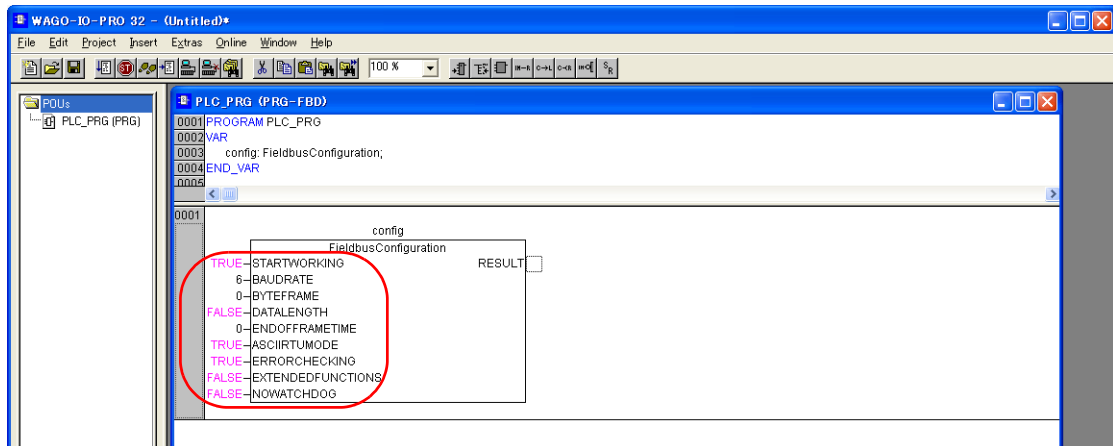 WAGO-IO-PRO 32 - (Untitled)*
File Edit Project Insert Extras Online Window Help
100 %
POUs
PLC_PRG (PRG)
PLC_PRG (PRG-FBD)
0001 PROGRAM PLC_PRG
0002 VAR
0003 config: FieldbusConfiguration;
0004 END_VAR
0005
0001
config
FieldbusConfiguration
TRUE STARTWORKING RESULT
6 BAUDRATE
0 BYTEFRAME
FALSE DATALENGTH
0 ENDOFFRAMETIME
TRUE ASCIIRTUMODE
TRUE ERRORCHECKING
FALSE EXTENDEDFUNCTIONS
FALSE NOWATCHDOG